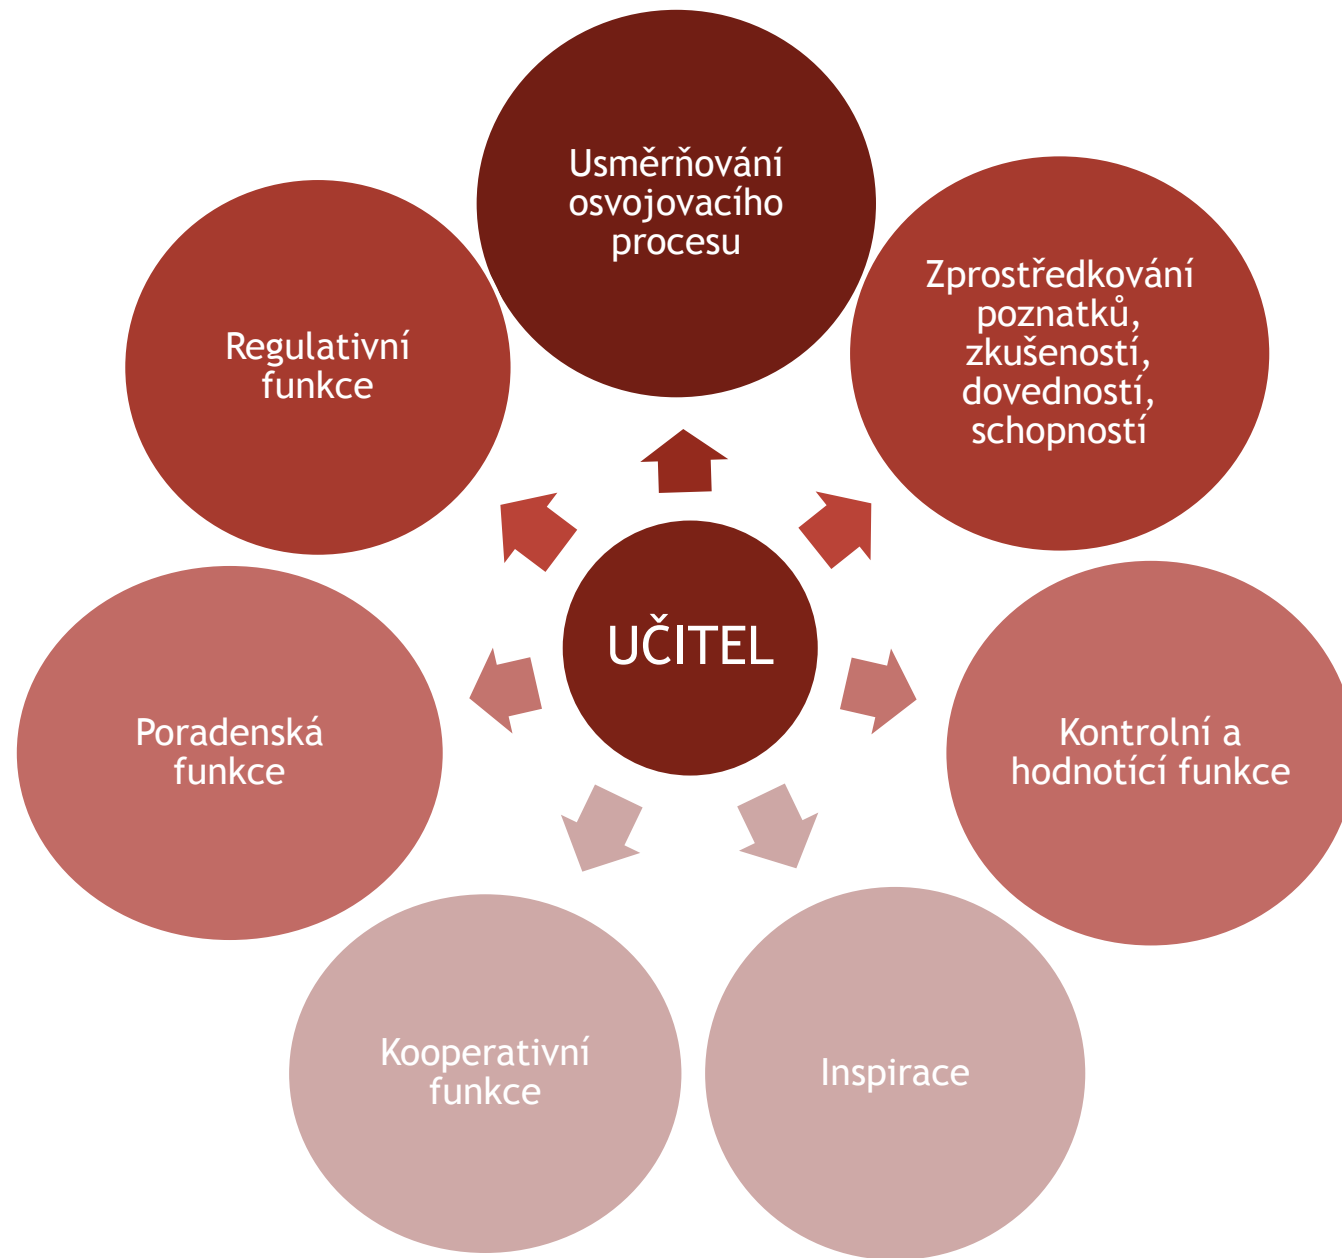 Usměrňování
osvojovacího
procesu
Zprostředkování
poznatků,
zkušeností,
dovedností,
schopností
Regulativní
funkce
UČITEL
Poradenská
funkce
Kontrolní a
hodnotící funkce
Kooperativní
funkce
Inspirace